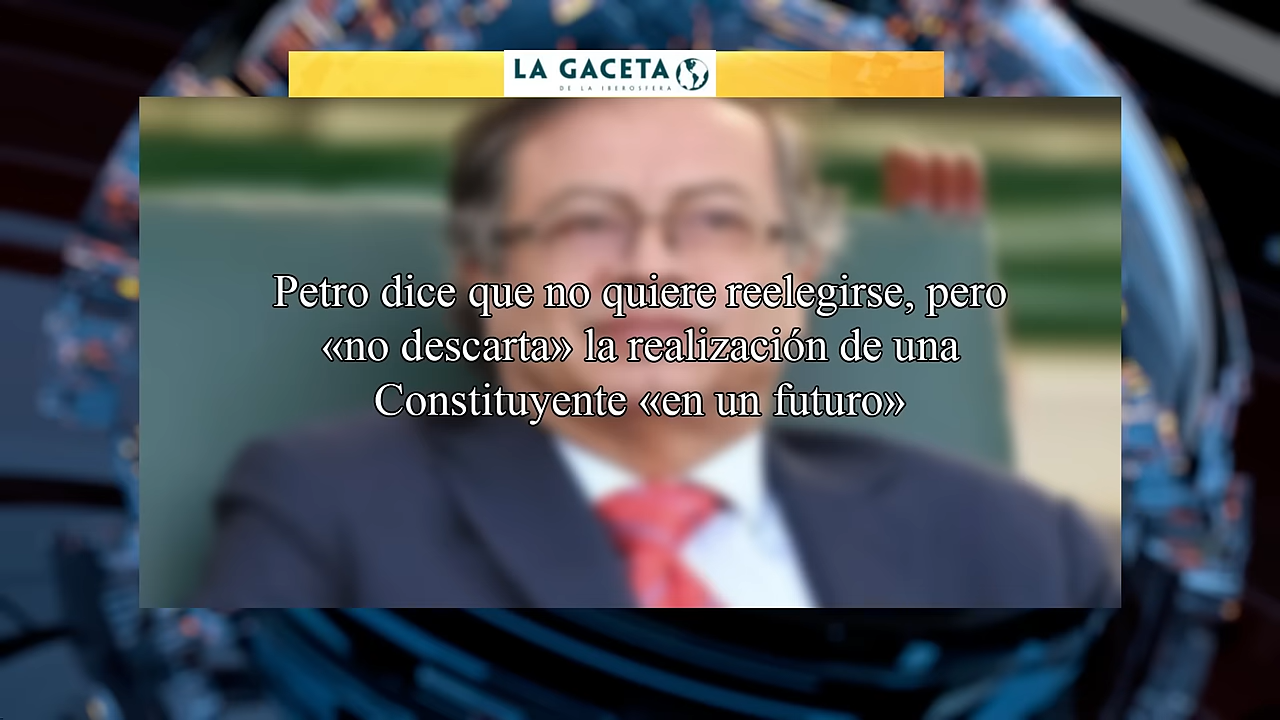 LA GACETA
DE LA IBEROSFERA
Petro dice que no quiere reelegirse, pero
«no descarta» la realización de una
Constituyente «en un futuro»